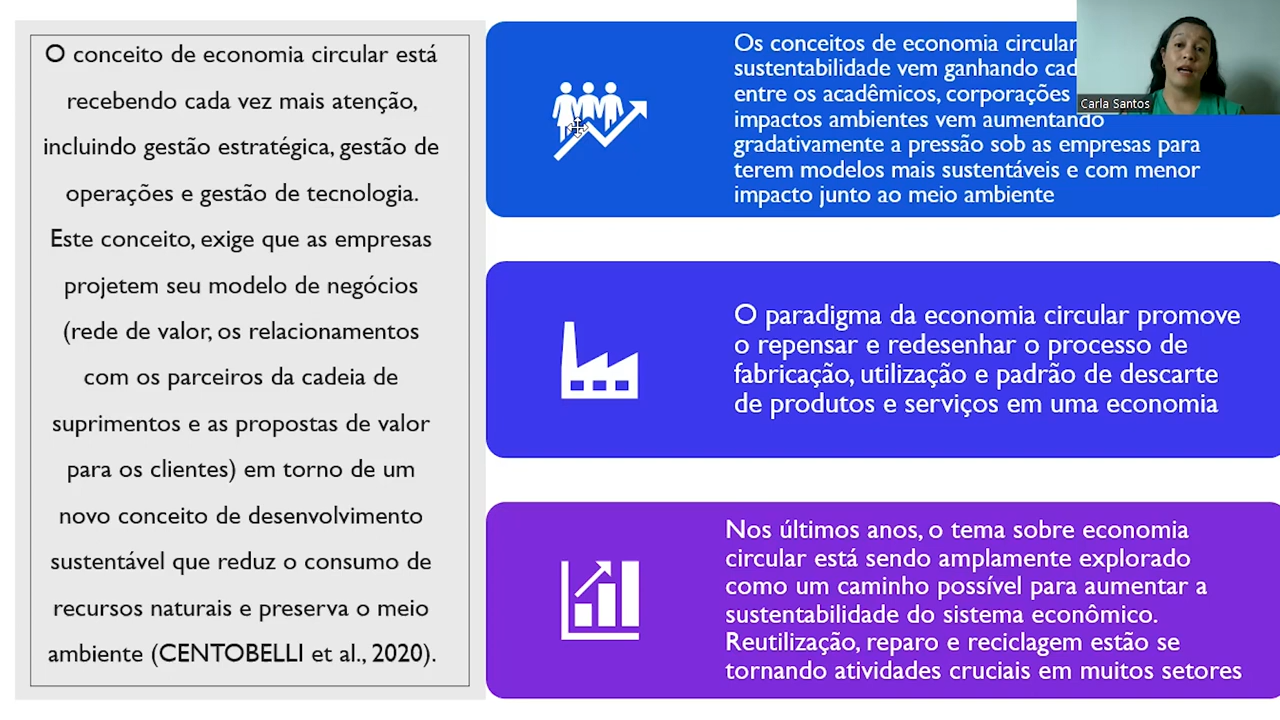 O conceito de economia circular está
recebendo cada vez mais atenção,
incluindo gestão estratégica, gestão de
operações e gestão de tecnologia.
Este conceito, exige que as empresas
projetem seu modelo de negócios
(rede de valor, os relacionamentos
com os parceiros da cadeia de
suprimentos e as propostas de valor
para os clientes) em torno de um
novo conceito de desenvolvimento
sustentável que reduz o consumo de
recursos naturais e preserva o meio
ambiente (CENTOBELLI et al., 2020).
Os conceitos de economia circular
sustentabilidade vem ganhando
entre os acadêmicos, corporações
impactos ambientes vem aumentando
gradativamente a pressão sob as empresas para
terem modelos mais sustentáveis e com menor
impacto junto ao meio ambiente
Carla Santos
O paradigma da economia circular promove
o repensar e redesenhar o processo de
fabricação, utilização e padrão de descarte
de produtos e serviços em uma economia
Nos últimos anos, o tema sobre economia
circular está sendo amplamente explorado
como um caminho possível para aumentar a
sustentabilidade do sistema econômico.
Reutilização, reparo e reciclagem estão se
tornando atividades cruciais em muitos setores